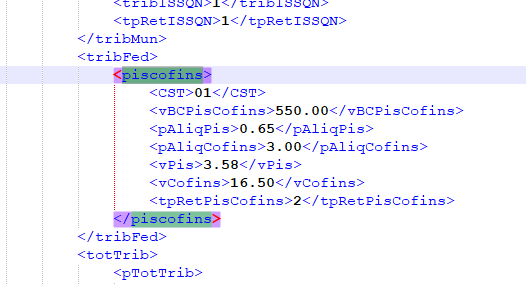 <tribISSQN>1</tribISSQN>
<tpRetISSQN>1</tpRetISSQN>
</tribMun>
<tribFed>
<piscofins>
<CST>01</CST>
<vBCPisCofins>550.00</vBCPisCofins>
<pAliqPis>0.65</pAliqPis>
<pAliqCofins>3.00</pAliqCofins>
<vPis>3.58</vPis>
<vCofins>16.50</vCofins>
<tpRetPisCofins>2</tpRetPisCofins>
</piscofins>
</tribFed>
<totTrib>
<pTotTrib>